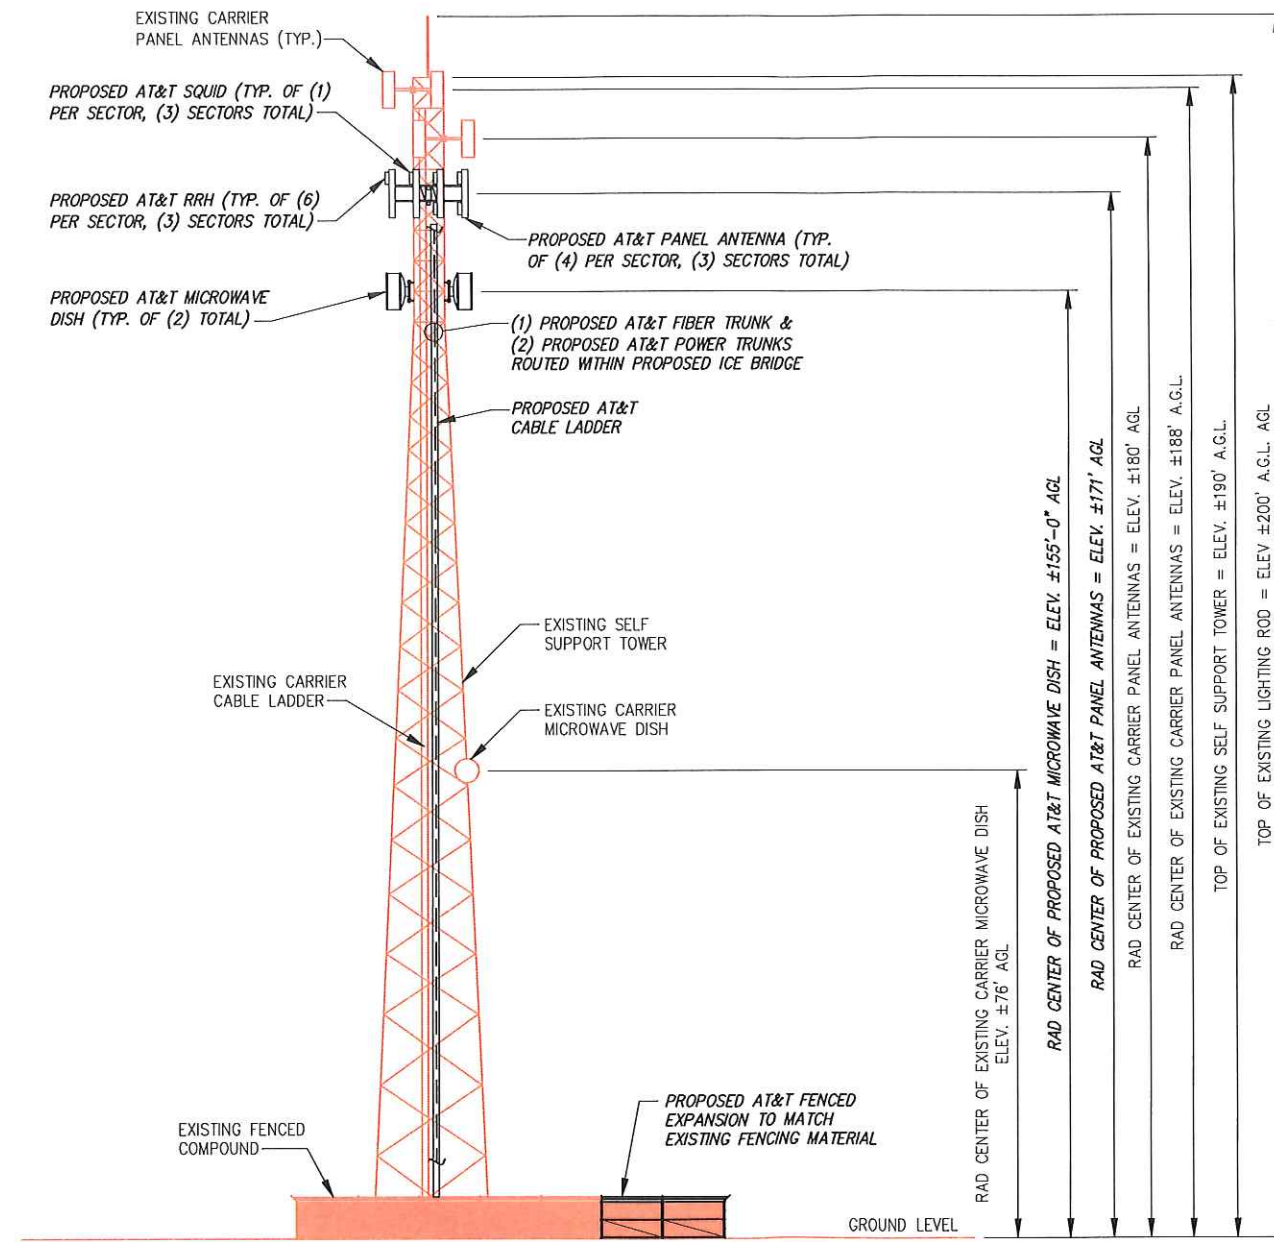 EXISTING CARRIER
PANEL ANTENNAS (TYP.)
PROPOSED AT&T SQUID (TYP. OF (1)
PER SECTOR, (3) SECTORS TOTAL)
PROPOSED AT&T RRH (TYP. OF (6)
PER SECTOR, (3) SECTORS TOTAL)
PROPOSED AT&T PANEL ANTENNA (TYP.
OF (4) PER SECTOR, (3) SECTORS TOTAL)
PROPOSED AT&T MICROWAVE
DISH (TYP. OF (2) TOTAL)
(1) PROPOSED AT&T FIBER TRUNK &
(2) PROPOSED AT&T POWER TRUNKS
ROUTED WITHIN PROPOSED ICE BRIDGE
PROPOSED AT&T
CABLE LADDER
EXISTING SELF
SUPPORT TOWER
EXISTING CARRIER
CABLE LADDER
EXISTING CARRIER
MICROWAVE DISH
EXISTING FENCED
COMPOUND
PROPOSED AT&T FENCED
EXPANSION TO MATCH
EXISTING FENCING MATERIAL
GROUND LEVEL
RAD CENTER OF EXISTING CARRIER MICROWAVE DISH
ELEV. ±76' AGL
RAD CENTER OF PROPOSED AT&T MICROWAVE DISH = ELEV. ±155'-0" AGL
RAD CENTER OF PROPOSED AT&T PANEL ANTENNAS = ELEV. ±171' AGL
RAD CENTER OF EXISTING CARRIER PANEL ANTENNAS = ELEV. ±180' AGL
RAD CENTER OF EXISTING CARRIER PANEL ANTENNAS = ELEV. ±188' A.G.L.
TOP OF EXISTING SELF SUPPORT TOWER = ELEV. ±190' A.G.L.
TOP OF EXISTING LIGHTING ROD = ELEV ±200' A.G.L. AGL